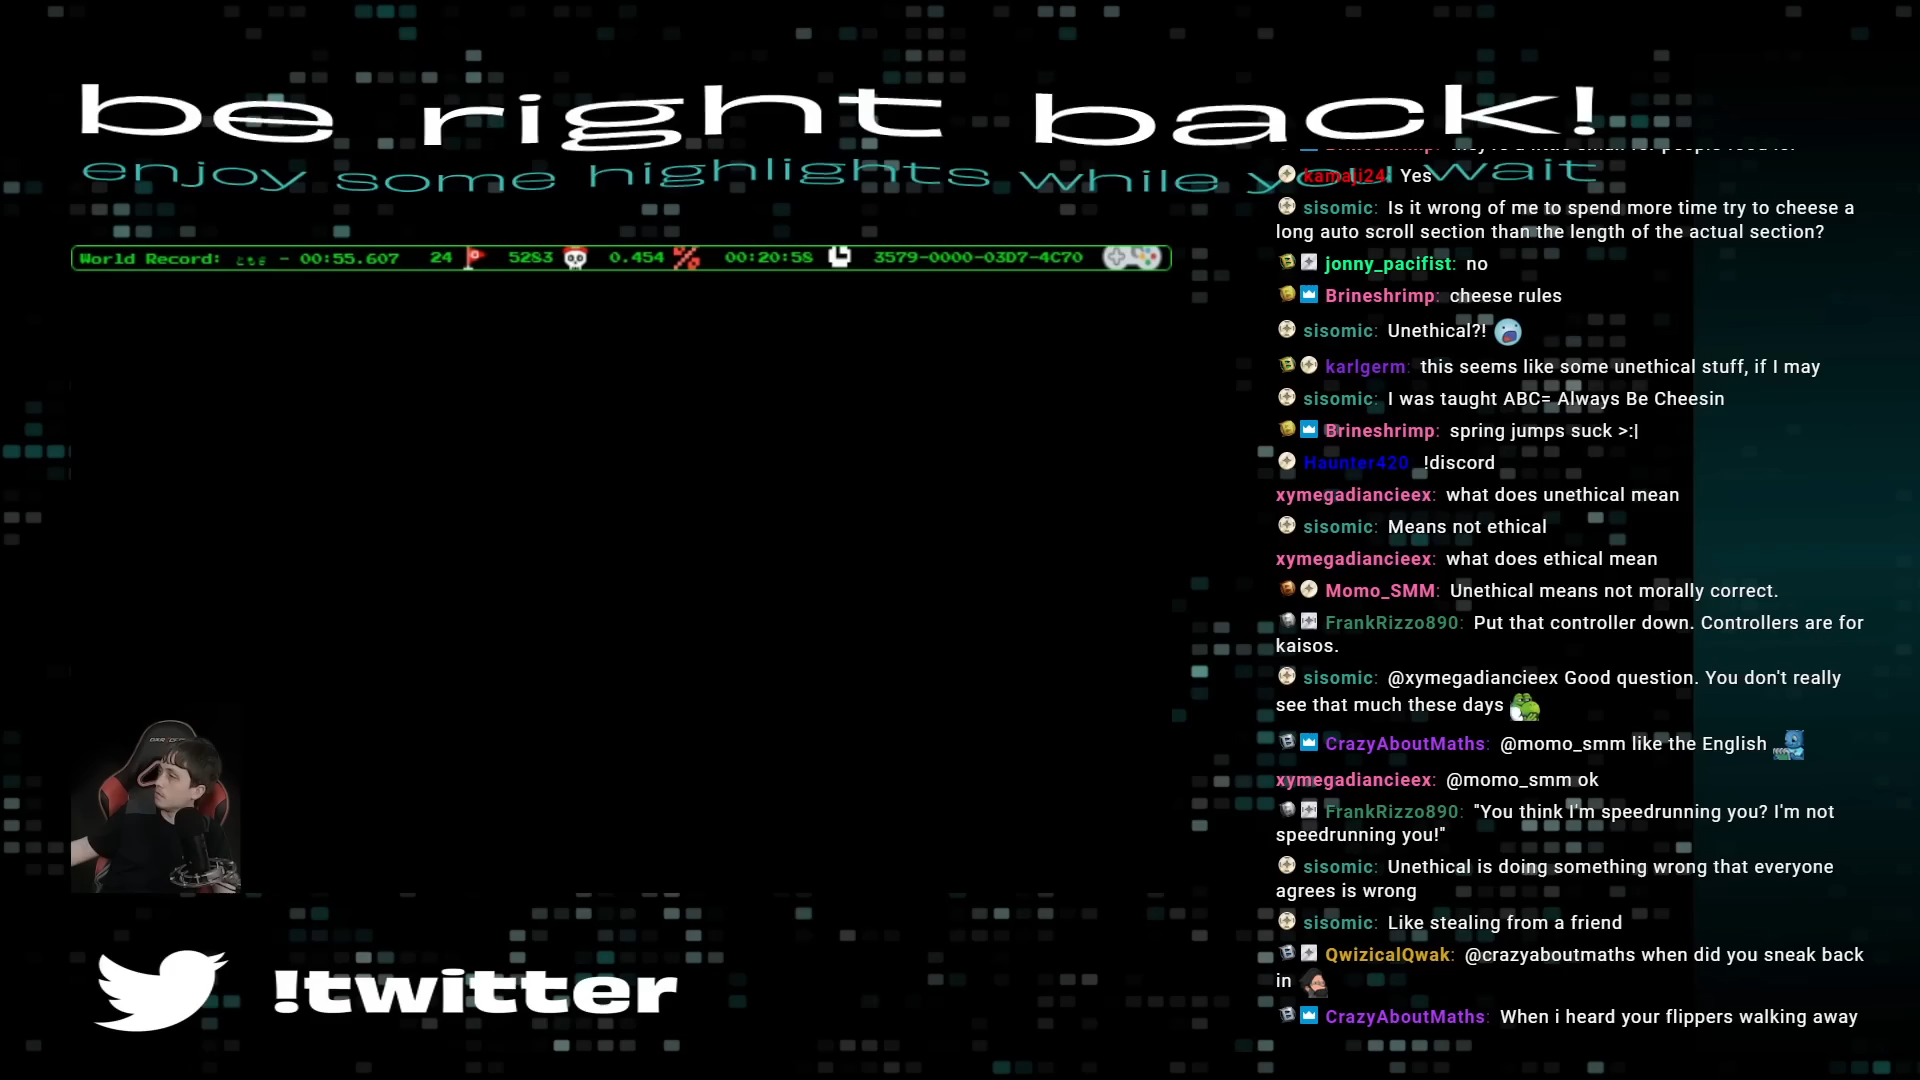 be right back!
enjoy some highlights while you wait
World Record: - 00:55.607 24 5283 0.454 00:20:58 3579-0000-03D7-4C70
kamaji24: Yes
sisomic: Is it wrong of me to spend more time try to cheese a
long auto scroll section than the length of the actual section?
jonny_pacifist: no
Brineshrimp: cheese rules
sisomic: Unethical?!
karlgerm: this seems like some unethical stuff, if I may
sisomic: I was taught ABC= Always Be Cheesin
Brineshrimp: spring jumps suck >:|
Haunter420: !discord
xymegadiancieex: what does unethical mean
sisomic: Means not ethical
xymegadiancieex: what does ethical mean
Momo_SMM: Unethical means not morally correct.
FrankRizzo890: Put that controller down. Controllers are for
kaisos.
sisomic: @xymegadiancieex Good question. You don't really
see that much these days
CrazyAboutMaths: @momo_smm like the English
xymegadiancieex: @momo_smm ok
FrankRizzo890: "You think I'm speedrunning you? I'm not
speedrunning you!"
sisomic: Unethical is doing something wrong that everyone
agrees is wrong
sisomic: Like stealing from a friend
QwizicalQwak: @crazyaboutmaths when did you sneak back
in
CrazyAboutMaths: When i heard your flippers walking away
!twitter